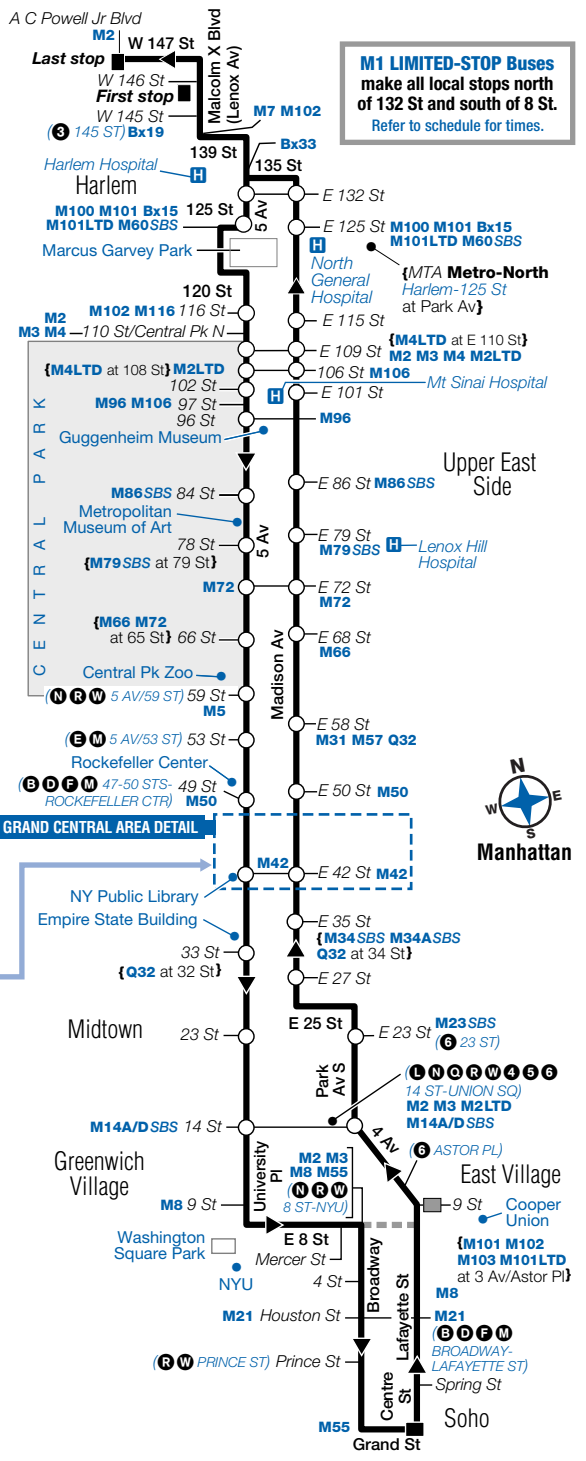 A C Powell Jr Blvd
M2
W 147 St
Last stop
Malcolm X Blvd
(Lenox Av)
W 146 St
First stop
W 145 St
(3 145 ST) Bx19
M7 M102
139 St
Bx33
135 St
M1 LIMITED-STOP Buses
make all local stops north
of 132 St and south of 8 St.
Refer to schedule for times.
Harlem Hospital
H
Harlem
E 132 St
M100 M101 Bx15
M101LTD M60SBS
125 St
5 Av
E 125 St M100 M101 Bx15
M101LTD M60SBS
Marcus Garvey Park
H
North
General
Hospital
{MTA Metro-North
Harlem-125 St
at Park Av}
120 St
M102 M116 116 St
E 115 St
M2
M3 M4
110 St/Central Pk N
{M4LTD at E 110 St}
E 109 St
M2 M3 M4 M2LTD
{M4LTD at 108 St} M2LTD
106 St M106
102 St
H
Mt Sinai Hospital
E 101 St
M96 M106 97 St
96 St
M96
Guggenheim Museum
CENTRAL PARK
Upper East
Side
M86SBS 84 St
E 86 St M86SBS
Metropolitan
Museum of Art
5 Av
78 St
{M79SBS at 79 St}
E 79 St
M79SBS
H
Lenox Hill
Hospital
M72
E 72 St
M72
{M66 M72
at 65 St} 66 St
E 68 St
M66
Madison Av
Central Pk Zoo
(N R W 5 AV/59 ST) 59 St
M5
E 58 St
M31 M57 Q32
(E M 5 AV/53 ST) 53 St
Rockefeller Center
(B D F M 47-50 STS-
ROCKEFELLER CTR)
49 St
M50
E 50 St M50
N
W
E
S
Manhattan
GRAND CENTRAL AREA DETAIL
M42
E 42 St M42
NY Public Library
Empire State Building
E 35 St
{M34SBS M34ASBS
Q32 at 34 St}
33 St
{Q32 at 32 St}
E 27 St
Midtown
E 25 St
23 St
E 23 St
M23SBS
(6 23 ST)
Park
Av S
(L N Q R W 4 5 6
14 ST-UNION SQ)
M2 M3 M2LTD
M14A/DSBS
M14A/DSBS 14 St
4 Av
(6 ASTOR PL)
Greenwich
Village
University
Pl
M2 M3
M8 M55
(N R W
8 ST-NYU)
East Village
M8 9 St
9 St
Cooper
Union
Washington
Square Park
E 8 St
Mercer St
NYU
{M101 M102
M103 M101LTD
at 3 Av/Astor Pl}
4 St
Broadway
Lafayette St
M8
M21 Houston St
M21
(B D F M
BROADWAY-
LAFAYETTE ST)
(R W PRINCE ST) Prince St
Centre
St
Spring St
M55
Soho
Grand St